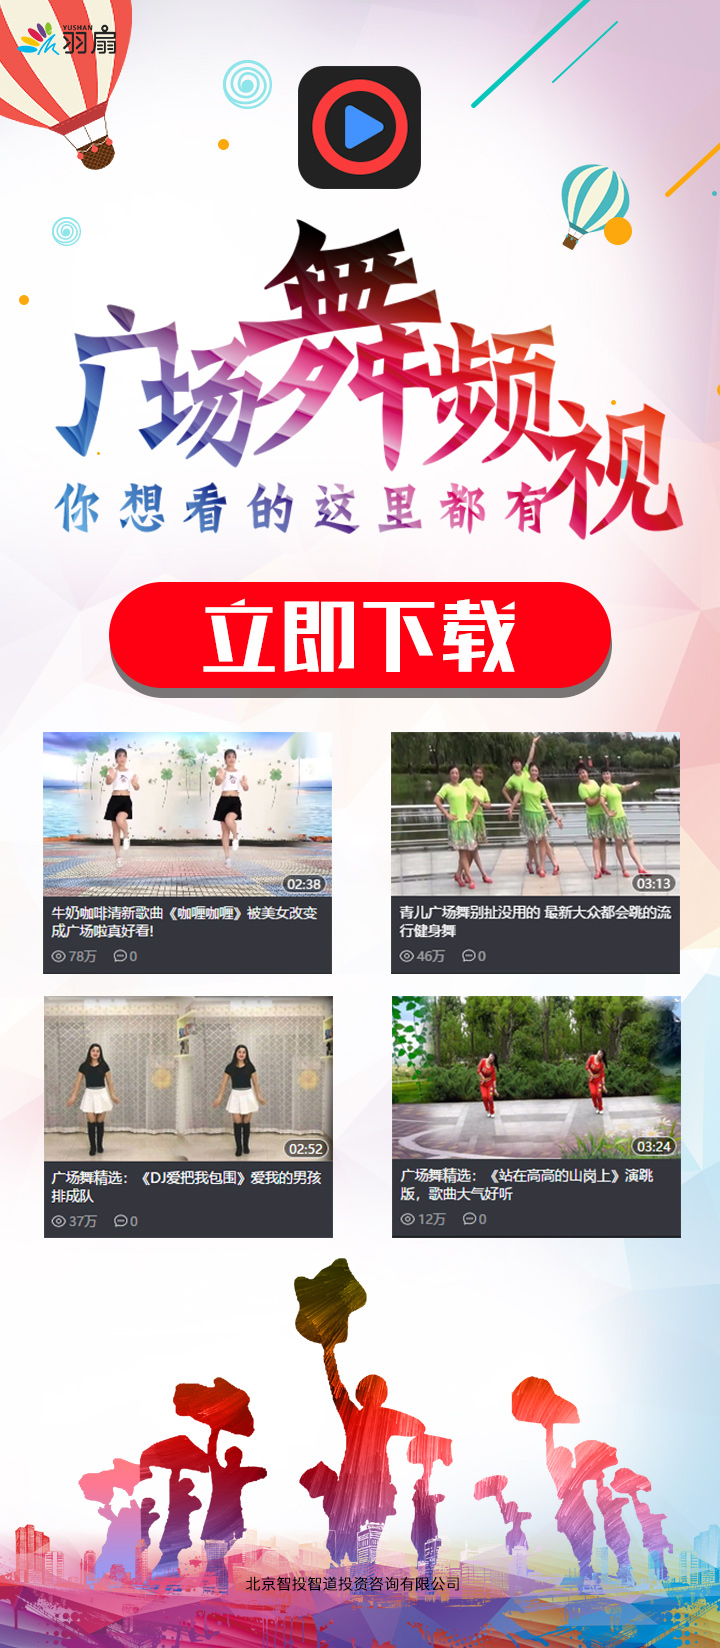 YUSHAN
羽扇
广场舞视频
你想看的这里都有
立即下载
02:38
牛奶咖啡清新歌曲《咖喱咖喱》被美女改变
成广场啦真好看!
78万 0
03:13
青儿广场舞别扯没用的 最新大众都会跳的流
行健身舞
46万 0
02:52
广场舞精选：《DJ爱把我包围》爱我的男孩
排成队
37万 0
03:24
广场舞精选：《站在高高的山岗上》演跳
版，歌曲大气好听
12万 0
北京智投智道投资咨询有限公司